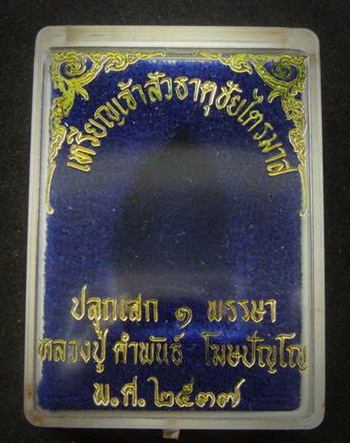 เหรียญเจ้าสัวธาตุชัยไตรมาส
ปลุกเสก ๑ พรรษา
หลวงปู่ คำพันธ์ โฆษปัญโญ
พ.ศ. ๒๕๓๗